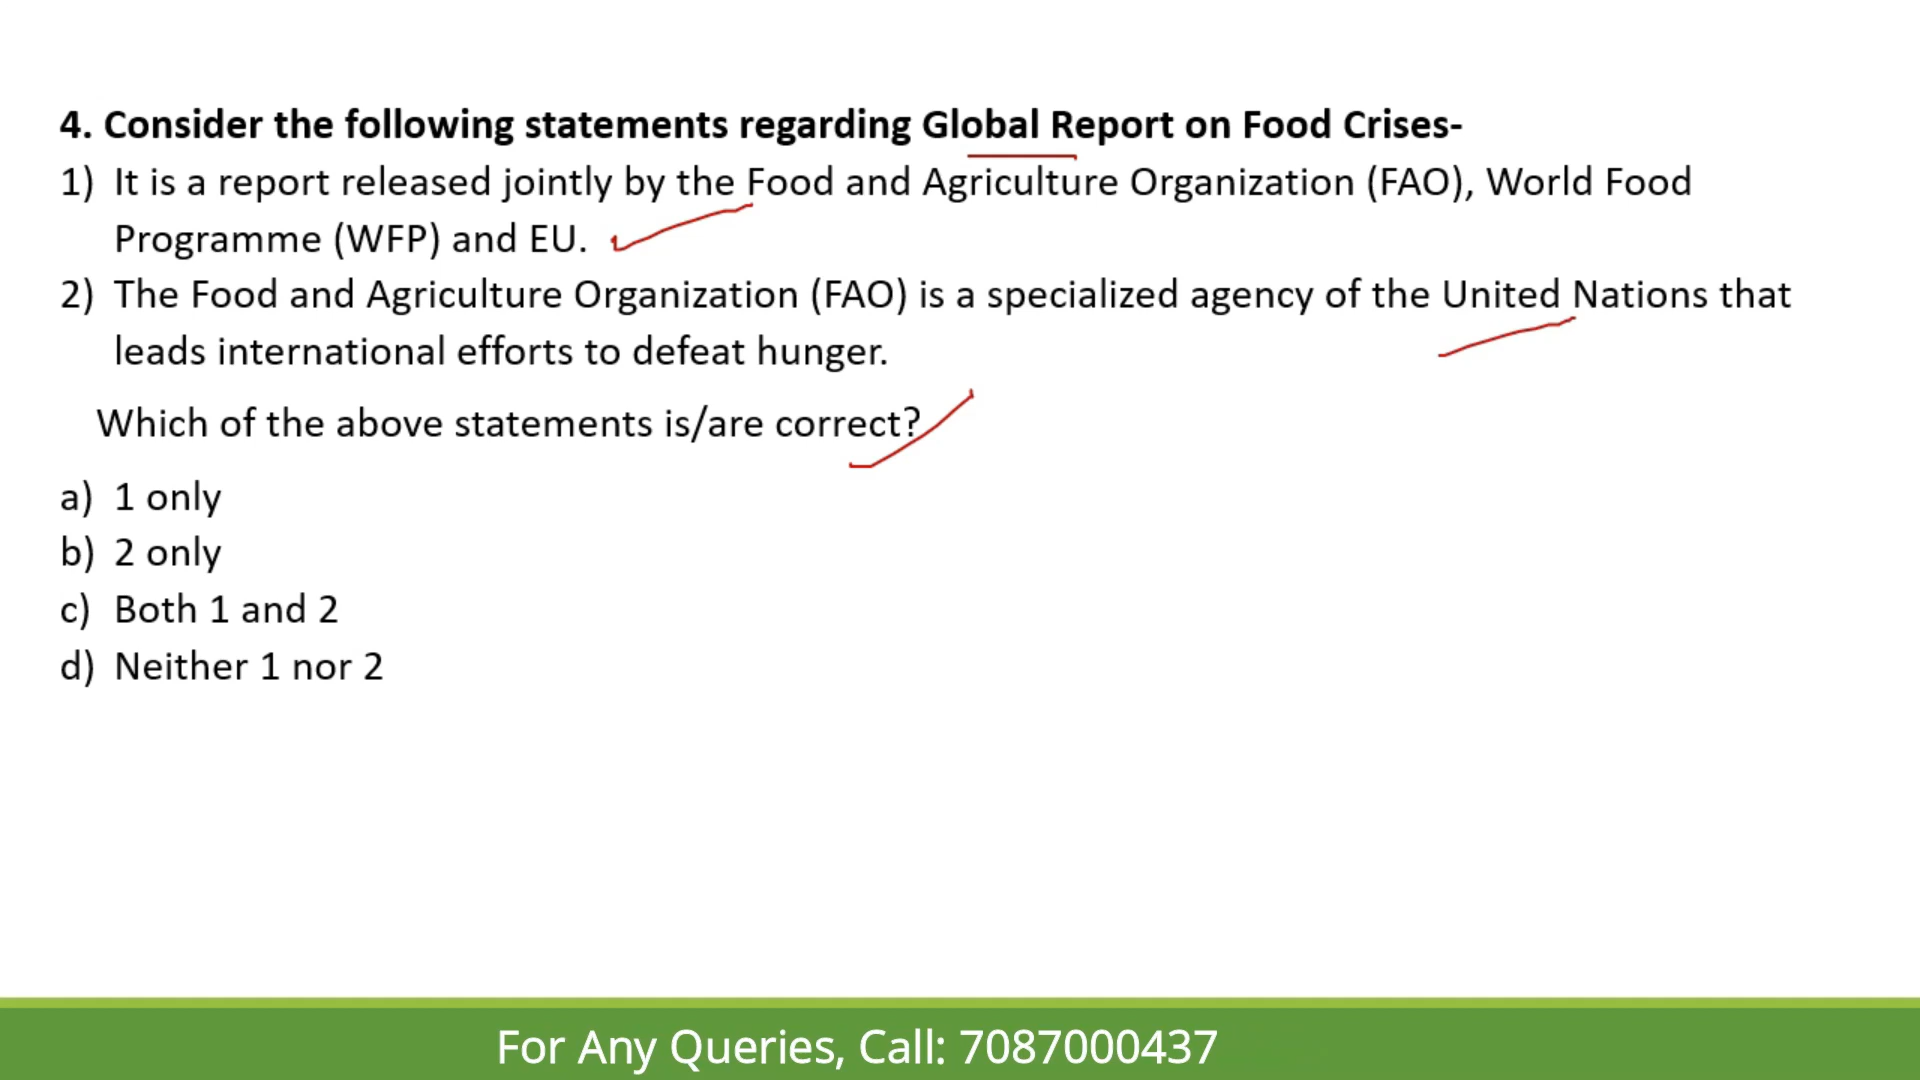 4. Consider the following statements regarding Global Report on Food Crises-
1) It is a report released jointly by the Food and Agriculture Organization (FAO), World Food
Programme (WFP) and EU.
2) The Food and Agriculture Organization (FAO) is a specialized agency of the United Nations that
leads international efforts to defeat hunger.
Which of the above statements is/are correct?
a) 1 only
b) 2 only
c) Both 1 and 2
d) Neither 1 nor 2
For Any Queries, Call: 7087000437